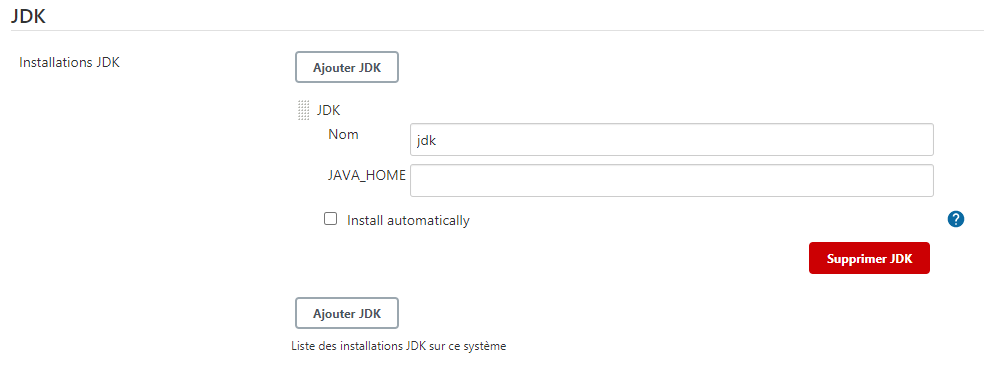 JDK
Installations JDK
Ajouter JDK
JDK
Nom
jdk
JAVA_HOME
Install automatically
?
Supprimer JDK
Ajouter JDK
Liste des installations JDK sur ce système